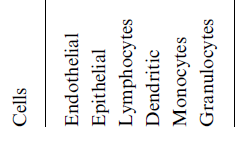 Cells
Endothelial
Epithelial
Lymphocytes
Dendritic
Monocytes
Granulocytes